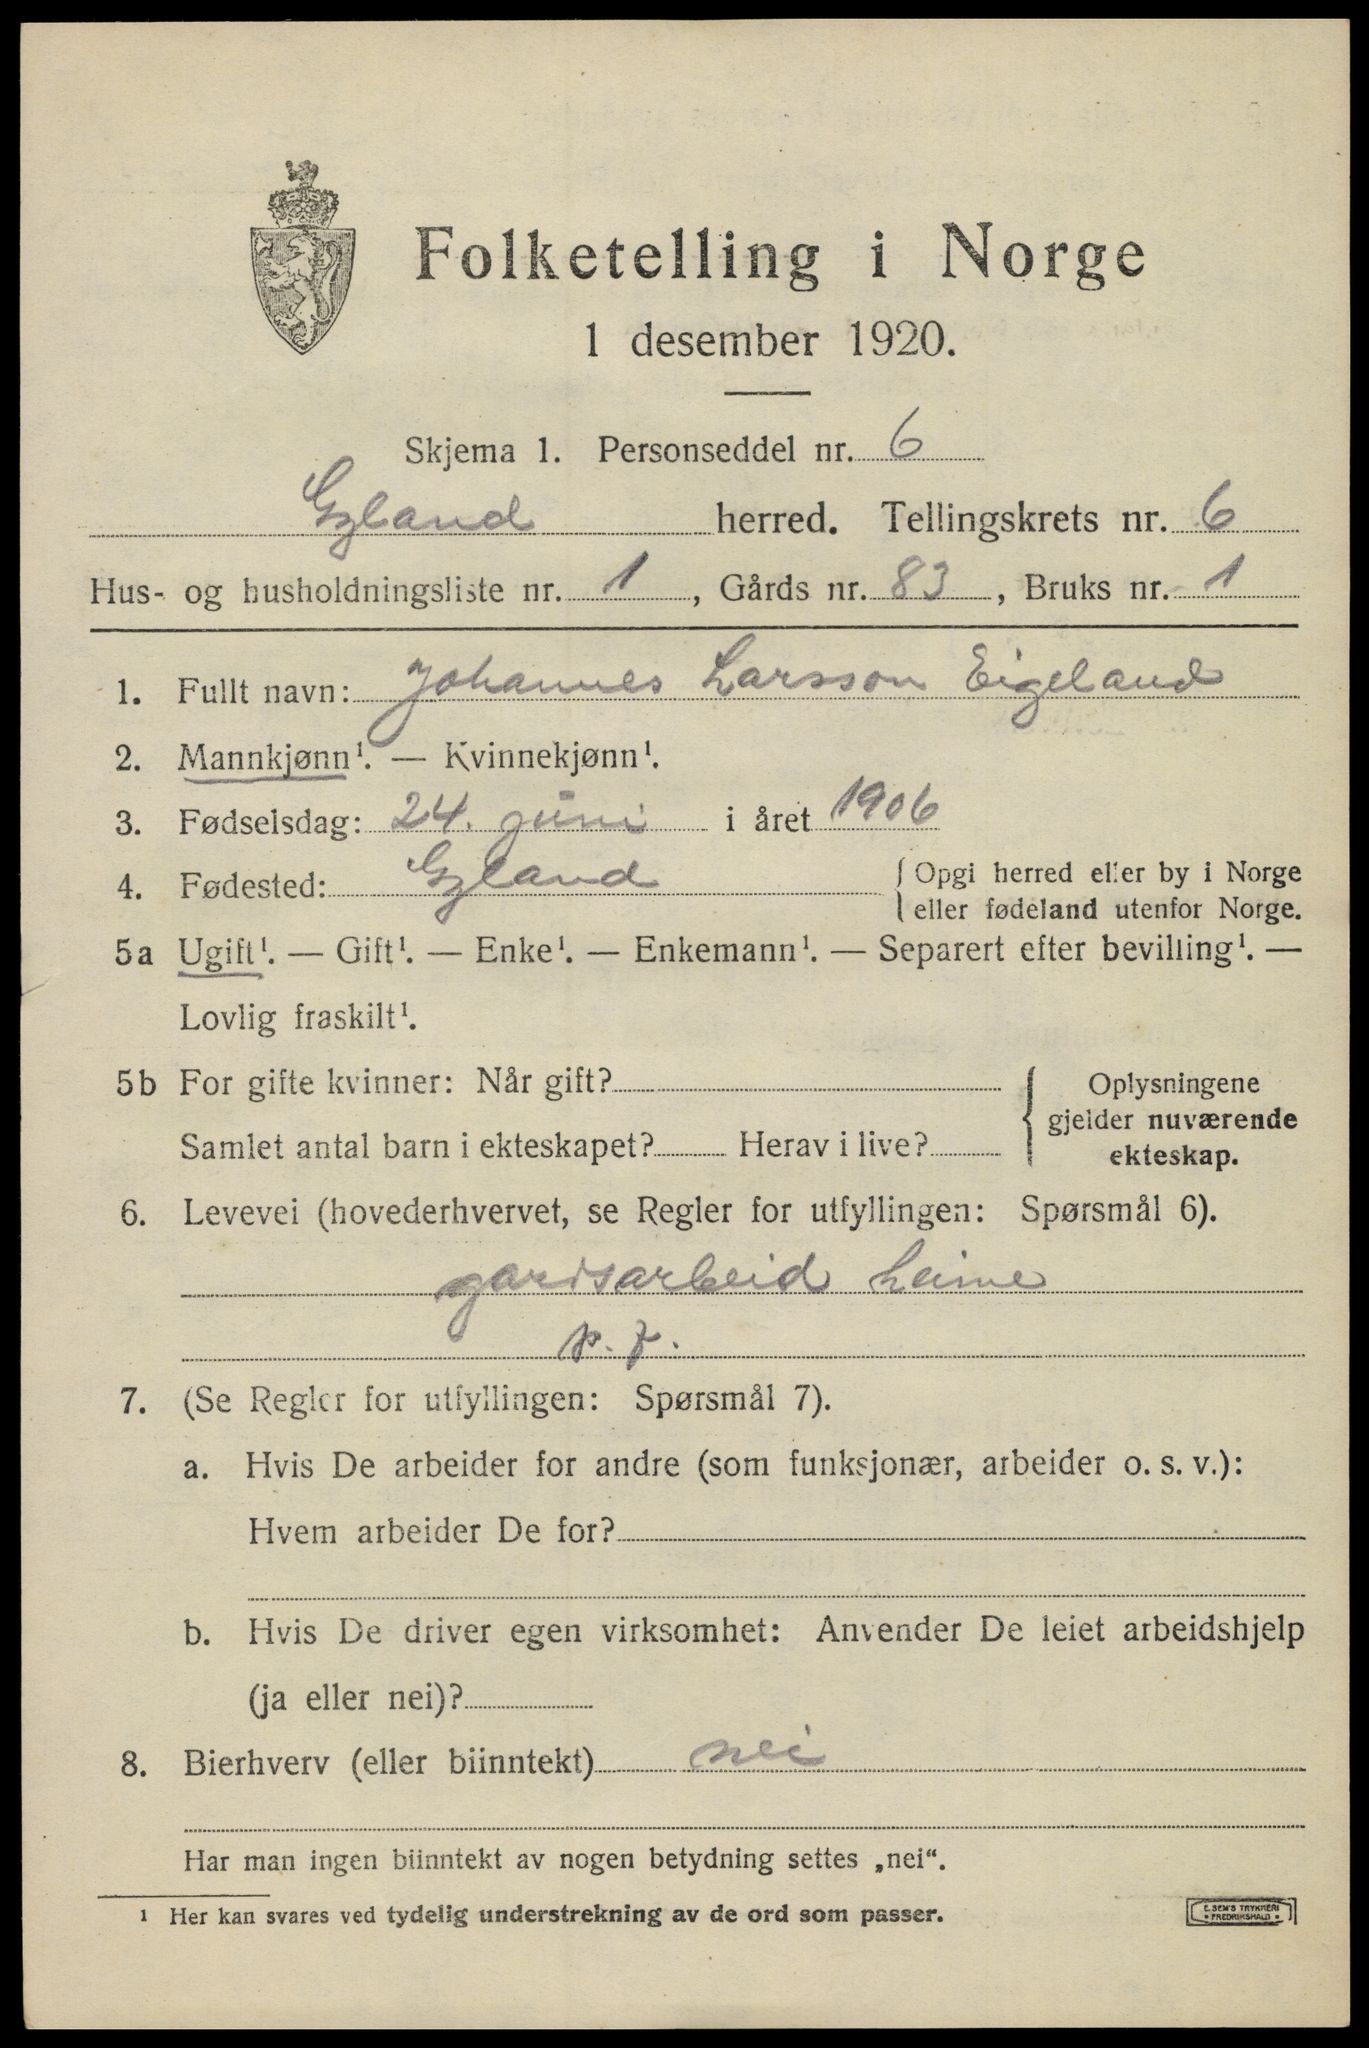 Folketelling i Norge
1 desember 1920.
Skjema 1. Personseddel nr. 6
Gyland herred. Tellingskrets nr. 6
Hus- og husholdningsliste nr. 1, Gårds nr. 83, Bruks nr. 1
1. Fullt navn: Johannes Larsson Eigeland
2. Mannkjønn¹. — Kvinnekjønn¹.
3. Fødselsdag: 24. juni i året 1906
4. Fødested: Gyland { Opgi herred eller by i Norge
eller fødeland utenfor Norge.
5a Ugift¹. — Gift¹. — Enke¹. — Enkemann¹. — Separert efter bevilling¹. —
Lovlig fraskilt¹.
5b For gifte kvinner: Når gift? { Oplysningene
gjelder nuværende
Samlet antal barn i ekteskapet? Herav i live?
ekteskap.
6. Levevei (hovederhvervet, se Regler for utfyllingen: Spørsmål 6).
gardsarbeid heime
7. (Se Regler for utfyllingen: Spørsmål 7).
a. Hvis De arbeider for andre (som funksjonær, arbeider o. s. v.):
Hvem arbeider De for?
b. Hvis De driver egen virksomhet: Anvender De leiet arbeidshjelp
(ja eller nei)?
8. Bierhverv (eller biinntekt) nei
Har man ingen biinntekt av nogen betydning settes „nei“.
¹ Her kan svares ved tydelig understrekning av de ord som passer.
E. SEM'S TRYKKERI
• FREDRIKSHALD •